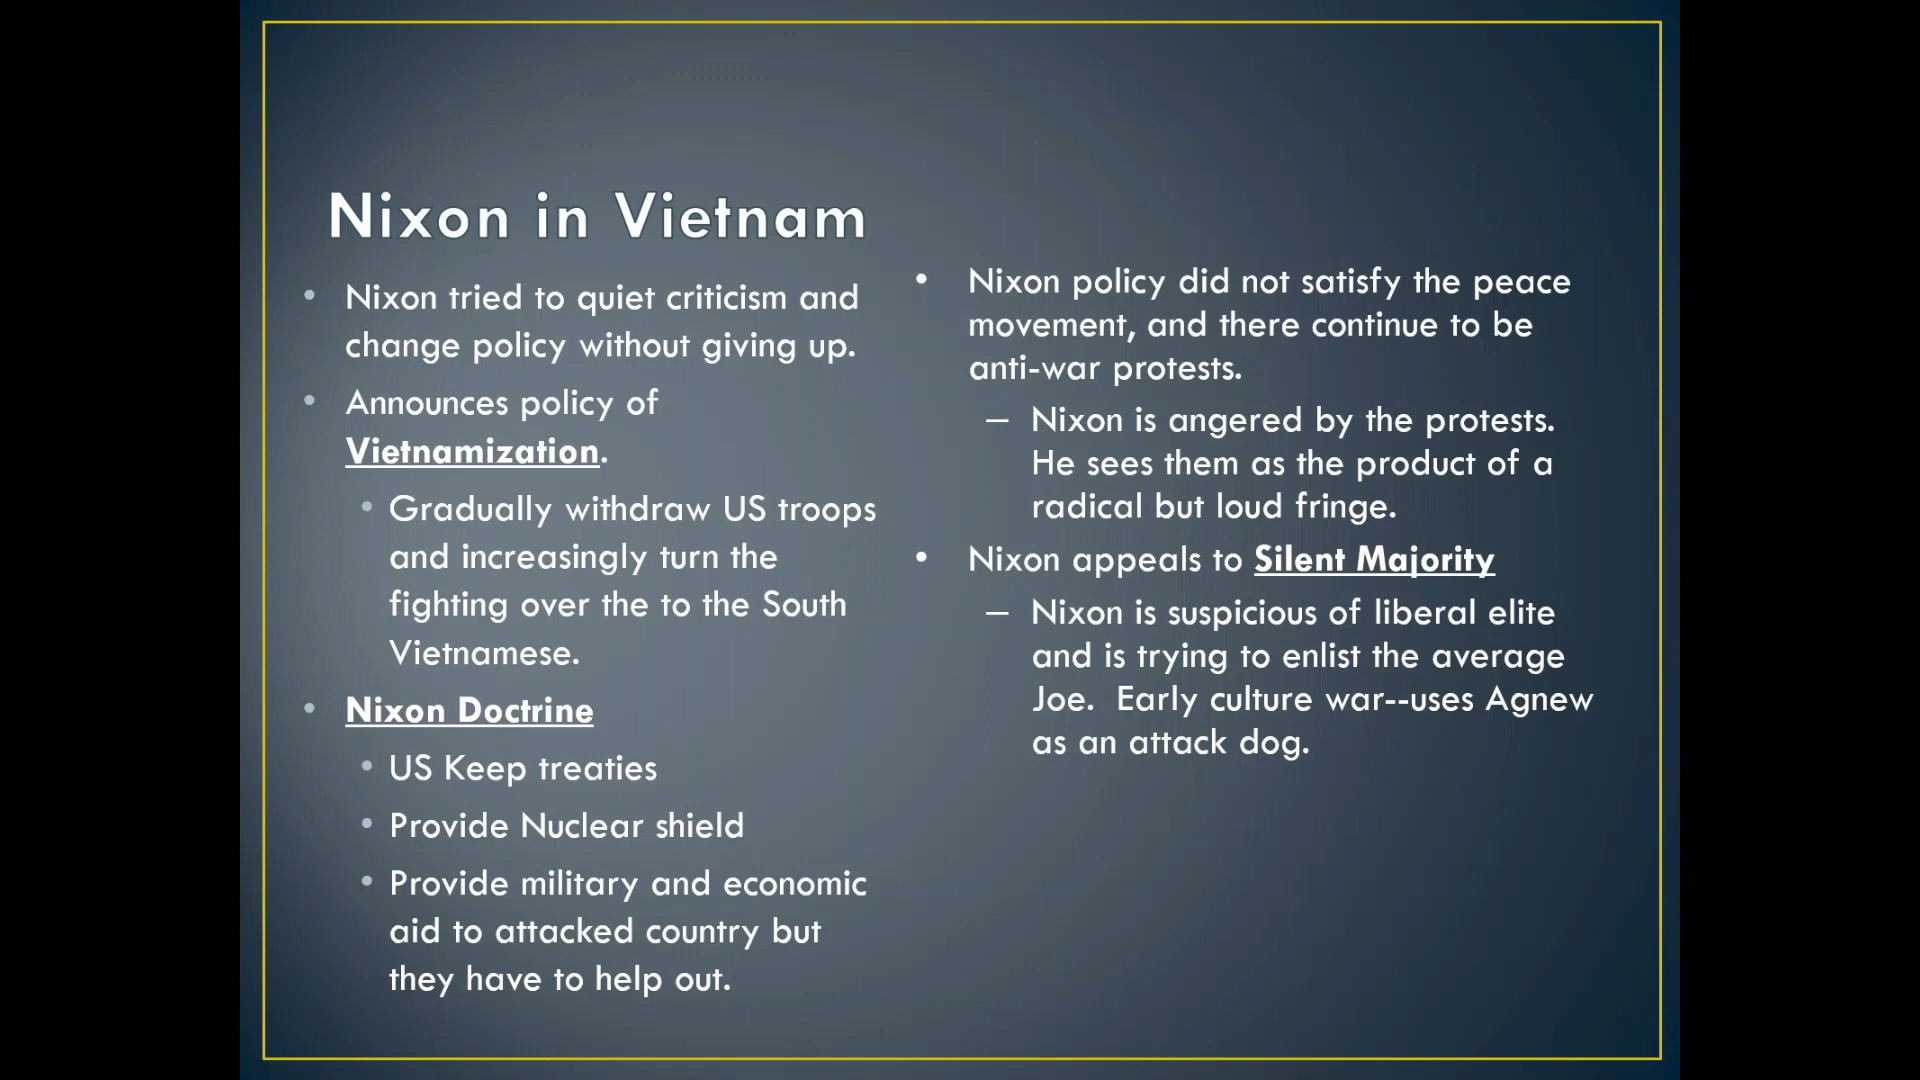 Nixon in Vietnam
• Nixon tried to quiet criticism and
change policy without giving up.
• Announces policy of
Vietnamization.
• Gradually withdraw US troops
and increasingly turn the
fighting over the to the South
Vietnamese.
• Nixon Doctrine
• US Keep treaties
• Provide Nuclear shield
• Provide military and economic
aid to attacked country but
they have to help out.
• Nixon policy did not satisfy the peace
movement, and there continue to be
anti-war protests.
– Nixon is angered by the protests.
He sees them as the product of a
radical but loud fringe.
• Nixon appeals to Silent Majority
– Nixon is suspicious of liberal elite
and is trying to enlist the average
Joe.  Early culture war--uses Agnew
as an attack dog.